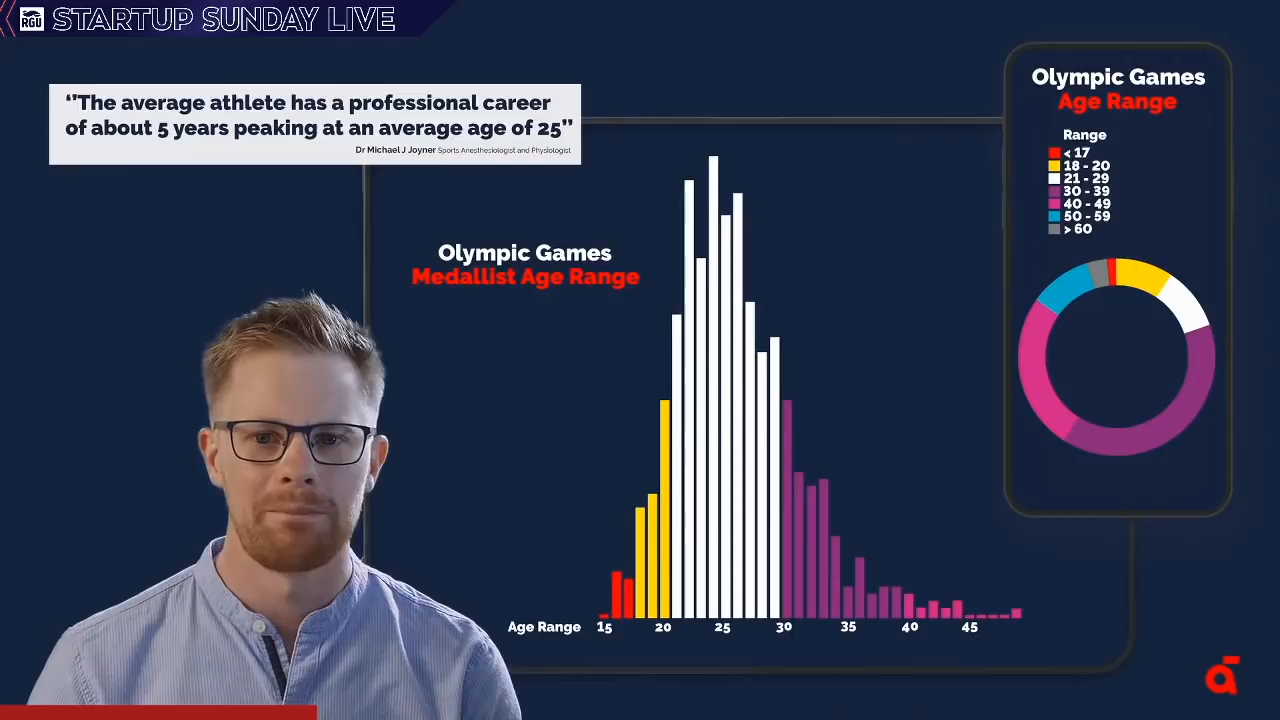 RGU STARTUP SUNDAY LIVE
‘’The average athlete has a professional career
of about 5 years peaking at an average age of 25’’
Dr Michael J Joyner Sports Anesthesiologist and Physiologist
Olympic Games
Medallist Age Range
Age Range 15 20 25 30 35 40 45
Olympic Games
Age Range
Range
< 17
18 - 20
21 - 29
30 - 39
40 - 49
50 - 59
> 60